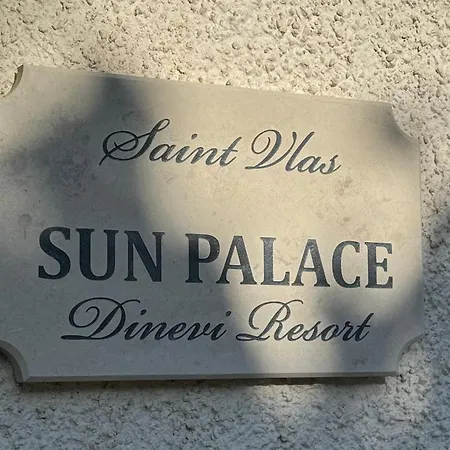 Saint Vlas
SUN PALACE
Dinevi Resort